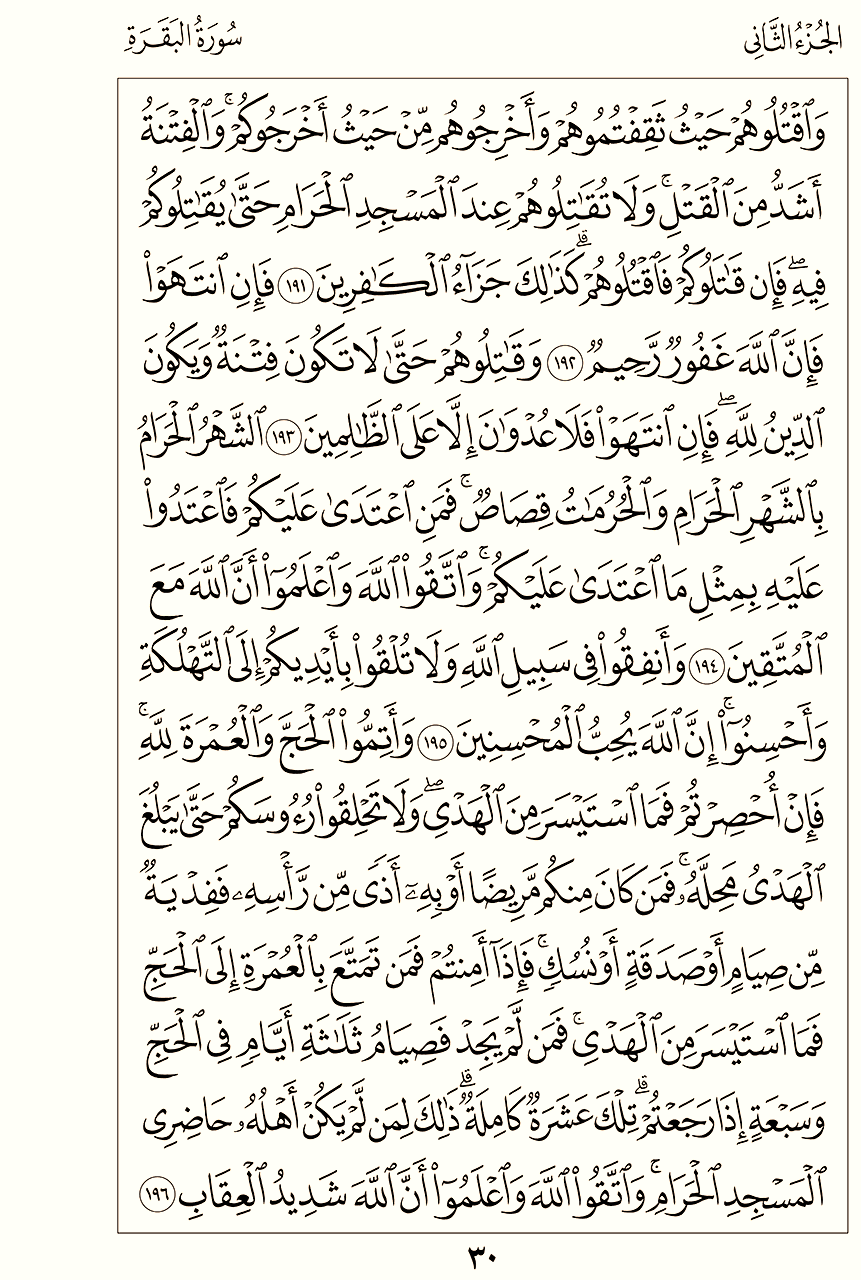 الجُزْءُ الثَّانِي
سُورَةُ البَقَرَةِ
وَٱقۡتُلُوهُمۡ حَيۡثُ ثَقِفۡتُمُوهُمۡ وَأَخۡرِجُوهُم مِّنۡ حَيۡثُ أَخۡرَجُوكُمۡۚ وَٱلۡفِتۡنَةُ
أَشَدُّ مِنَ ٱلۡقَتۡلِۚ وَلَا تُقَٰتِلُوهُمۡ عِندَ ٱلۡمَسۡجِدِ ٱلۡحَرَامِ حَتَّىٰ يُقَٰتِلُوكُمۡ
فِيهِۖ فَإِن قَٰتَلُوكُمۡ فَٱقۡتُلُوهُمۡۗ كَذَٰلِكَ جَزَآءُ ٱلۡكَٰفِرِينَ ١٩١ فَإِنِ ٱنتَهَوۡاْ
فَإِنَّ ٱللَّهَ غَفُورٞ رَّحِيمٞ ١٩٢ وَقَٰتِلُوهُمۡ حَتَّىٰ لَا تَكُونَ فِتۡنَةٞ وَيَكُونَ
ٱلدِّينُ لِلَّهِۖ فَإِنِ ٱنتَهَوۡاْ فَلَا عُدۡوَٰنَ إِلَّا عَلَى ٱلظَّٰلِمِينَ ١٩٣ ٱلشَّهۡرُ ٱلۡحَرَامُ
بِٱلشَّهۡرِ ٱلۡحَرَامِ وَٱلۡحُرُمَٰتُ قِصَاصٞۚ فَمَنِ ٱعۡتَدَىٰ عَلَيۡكُمۡ فَٱعۡتَدُواْ
عَلَيۡهِ بِمِثۡلِ مَا ٱعۡتَدَىٰ عَلَيۡكُمۡۚ وَٱتَّقُواْ ٱللَّهَ وَٱعۡلَمُوٓاْ أَنَّ ٱللَّهَ مَعَ
ٱلۡمُتَّقِينَ ١٩٤ وَأَنفِقُواْ فِي سَبِيلِ ٱللَّهِ وَلَا تُلۡقُواْ بِأَيۡدِيكُمۡ إِلَى ٱلتَّهۡلُكَةِ
وَأَحۡسِنُوٓاْۚ إِنَّ ٱللَّهَ يُحِبُّ ٱلۡمُحۡسِنِينَ ١٩٥ وَأَتِمُّواْ ٱلۡحَجَّ وَٱلۡعُمۡرَةَ لِلَّهِۚ
فَإِنۡ أُحۡصِرۡتُمۡ فَمَا ٱسۡتَيۡسَرَ مِنَ ٱلۡهَدۡيِۖ وَلَا تَحۡلِقُواْ رُءُوسَكُمۡ حَتَّىٰ يَبۡلُغَ
ٱلۡهَدۡيُ مَحِلَّهُۥۚ فَمَن كَانَ مِنكُم مَّرِيضًا أَوۡ بِهِۦٓ أَذٗى مِّن رَّأۡسِهِۦ فَفِدۡيَةٞ
مِّن صِيَامٍ أَوۡ صَدَقَةٍ أَوۡ نُسُكٖۚ فَإِذَآ أَمِنتُمۡ فَمَن تَمَتَّعَ بِٱلۡعُمۡرَةِ إِلَى ٱلۡحَجِّ
فَمَا ٱسۡتَيۡسَرَ مِنَ ٱلۡهَدۡيِۚ فَمَن لَّمۡ يَجِدۡ فَصِيَامُ ثَلَٰثَةِ أَيَّامٖ فِي ٱلۡحَجِّ
وَسَبۡعَةٍ إِذَا رَجَعۡتُمۡۗ تِلۡكَ عَشَرَةٞ كَامِلَةٞۗ ذَٰلِكَ لِمَن لَّمۡ يَكُنۡ أَهۡلُهُۥ حَاضِرِي
ٱلۡمَسۡجِدِ ٱلۡحَرَامِۚ وَٱتَّقُواْ ٱللَّهَ وَٱعۡلَمُوٓاْ أَنَّ ٱللَّهَ شَدِيدُ ٱلۡعِقَابِ ١٩٦
٣٠